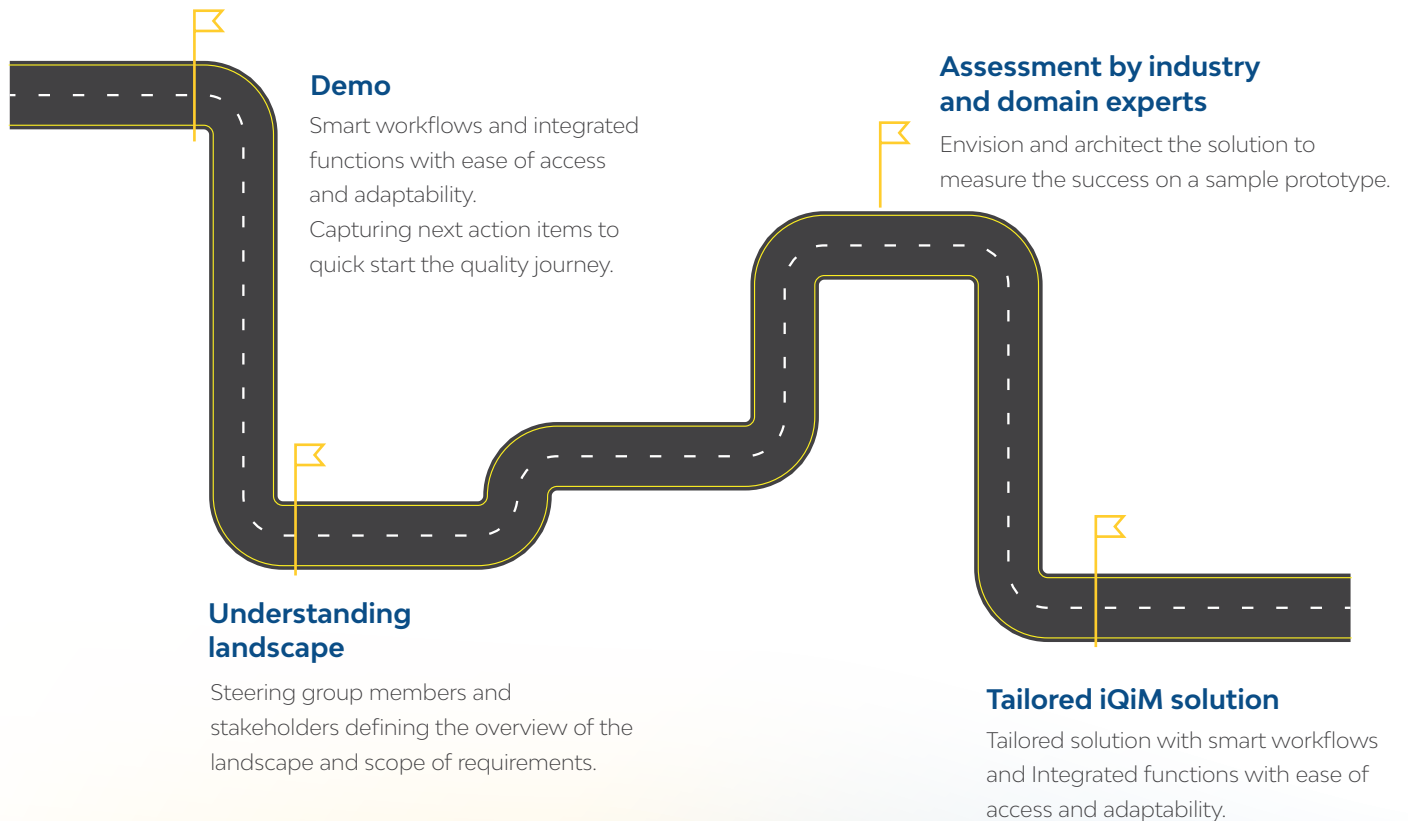 Demo
Smart workflows and integrated
functions with ease of access
and adaptability.
Capturing next action items to
quick start the quality journey.
Understanding
landscape
Steering group members and
stakeholders defining the overview of the
landscape and scope of requirements.
Assessment by industry
and domain experts
Envision and architect the solution to
measure the success on a sample prototype.
Tailored iQiM solution
Tailored solution with smart workflows
and Integrated functions with ease of
access and adaptability.